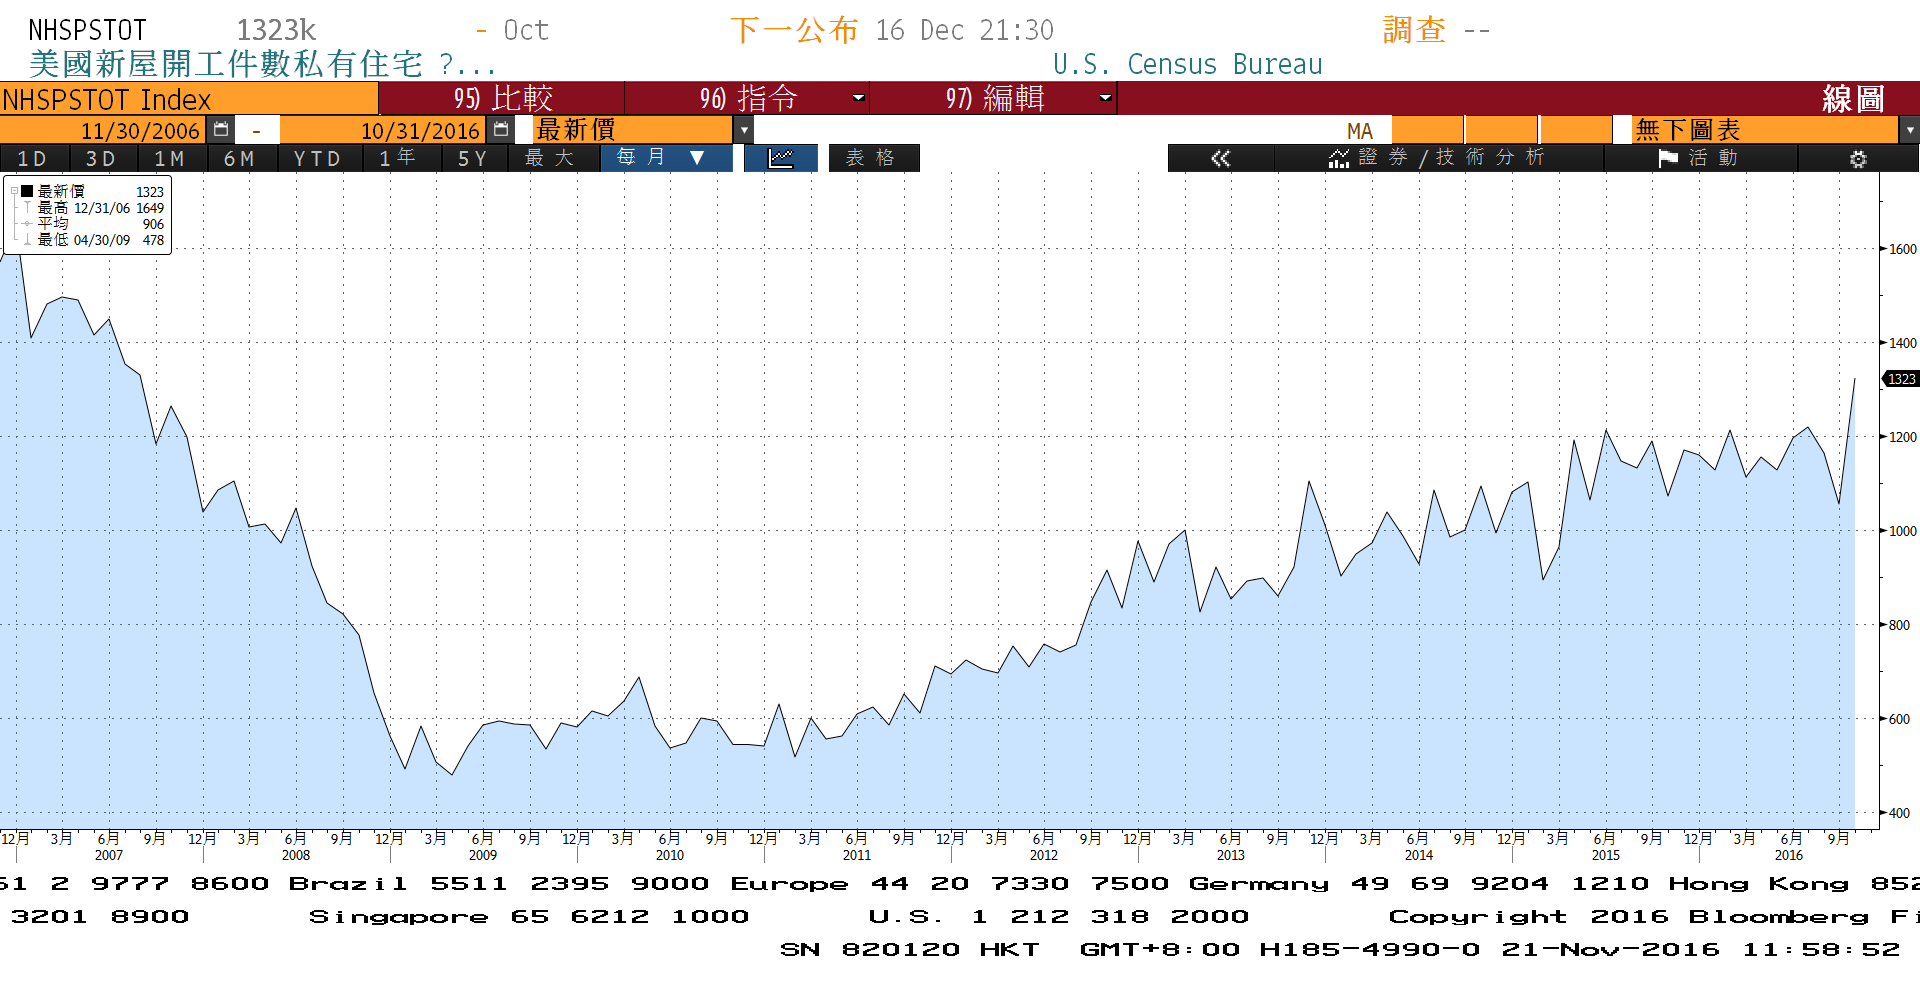 NHSPSTOT 1323k - Oct 下一公布 16 Dec 21:30 調查 --
美國新屋開工件數私有住宅 ?... U.S. Census Bureau
NHSPSTOT Index 95) 比較 96) 指令 97) 編輯 線圖
11/30/2006 - 10/31/2016 最新價 MA 無下圖表
1D 3D 1M 6M YTD 1年 5Y 最大 每月 ▼ 表格 « 證券/技術分析 活動
最新價 1323
最高 12/31/06 1649
平均 906
最低 04/30/09 478
1600
1400
1323
1200
1000
800
600
400
12月 3月 6月 9月 12月 3月 6月 9月 12月 3月 6月 9月 12月 3月 6月 9月 12月 3月 6月 9月 12月 3月 6月 9月 12月 3月 6月 9月 12月 3月 6月 9月 12月 3月 6月 9月 12月 3月 6月 9月
2007 2008 2009 2010 2011 2012 2013 2014 2015 2016
61 2 9777 8600 Brazil 5511 2395 9000 Europe 44 20 7330 7500 Germany 49 69 9204 1210 Hong Kong 852
3201 8900 Singapore 65 6212 1000 U.S. 1 212 318 2000 Copyright 2016 Bloomberg Fi
SN 820120 HKT GMT+8:00 H185-4990-0 21-Nov-2016 11:58:52